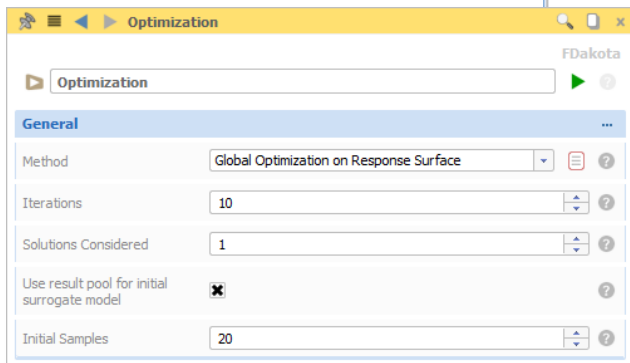 Optimization
FDakota
Optimization
General
Method
Global Optimization on Response Surface
Iterations
10
Solutions Considered
1
Use result pool for initial
surrogate model
Initial Samples
20